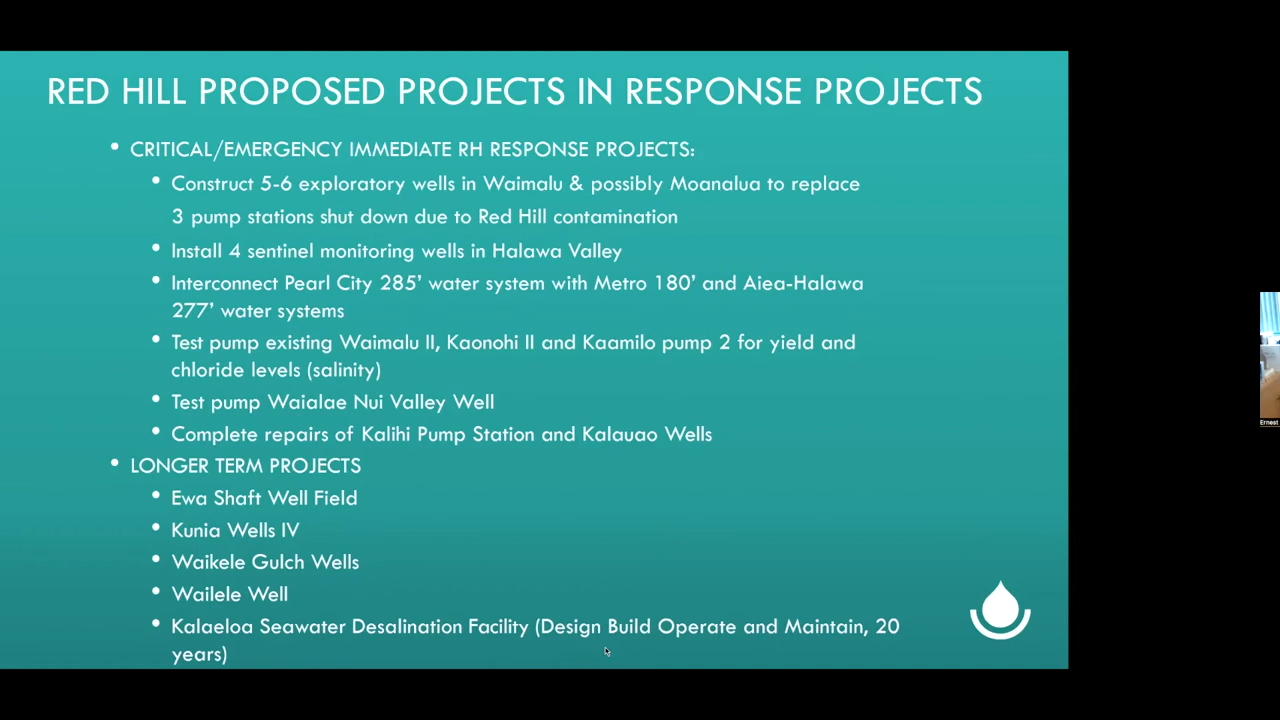 RED HILL PROPOSED PROJECTS IN RESPONSE PROJECTS
• CRITICAL/EMERGENCY IMMEDIATE RH RESPONSE PROJECTS:
• Construct 5-6 exploratory wells in Waimalu & possibly Moanalua to replace
3 pump stations shut down due to Red Hill contamination
• Install 4 sentinel monitoring wells in Halawa Valley
• Interconnect Pearl City 285’ water system with Metro 180’ and Aiea-Halawa
277’ water systems
• Test pump existing Waimalu II, Kaonohi II and Kaamilo pump 2 for yield and
chloride levels (salinity)
• Test pump Waialae Nui Valley Well
• Complete repairs of Kalihi Pump Station and Kalauao Wells
• LONGER TERM PROJECTS
• Ewa Shaft Well Field
• Kunia Wells IV
• Waikele Gulch Wells
• Wailele Well
• Kalaeloa Seawater Desalination Facility (Design Build Operate and Maintain, 20
years)
Ernest